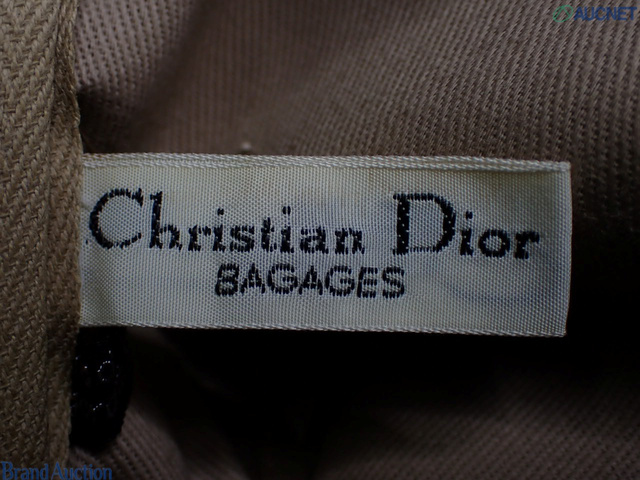 AUCNET
Christian Dior
BAGAGES
Brand Auction